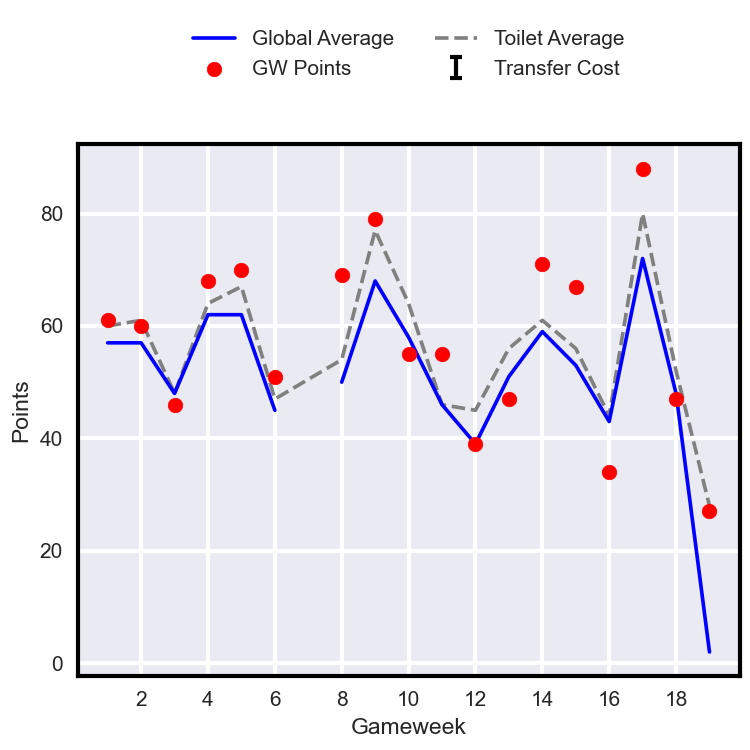 Global Average
Toilet Average
GW Points
Transfer Cost
Points
80
60
40
20
0
2 4 6 8 10 12 14 16 18
Gameweek